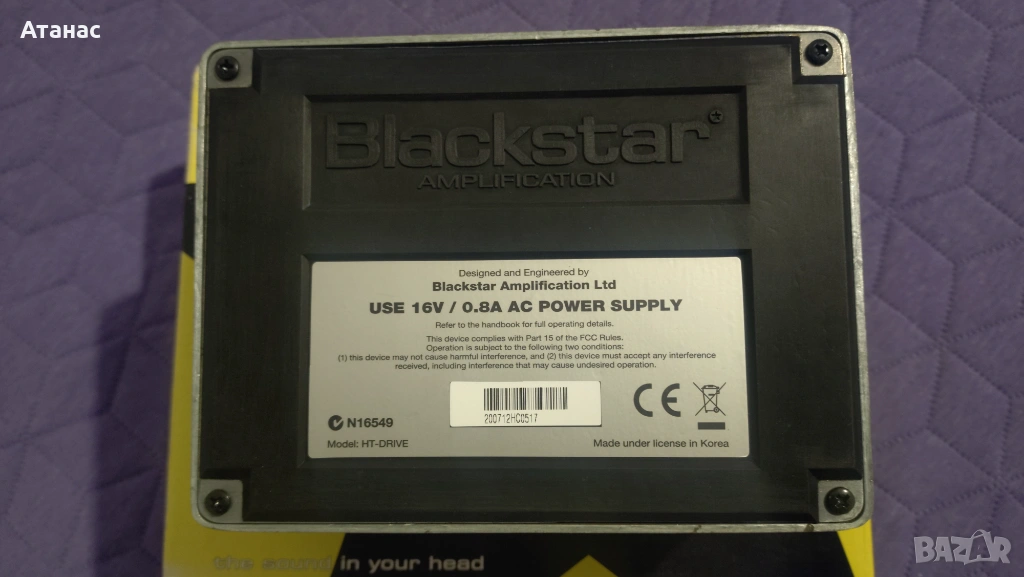 Атанас
Blackstar
AMPLIFICATION
Designed and Engineered by
Blackstar Amplification Ltd
USE 16V / 0.8A AC POWER SUPPLY
Refer to the handbook for full operating details.
This device complies with Part 15 of the FCC Rules.
Operation is subject to the following two conditions:
(1) this device may not cause harmful interference, and (2) this device must accept any interference
received, including interference that may cause undesired operation.
200712HC0517
CE
N16549
Model: HT-DRIVE
Made under license in Korea
the sound in your head
BAZAR